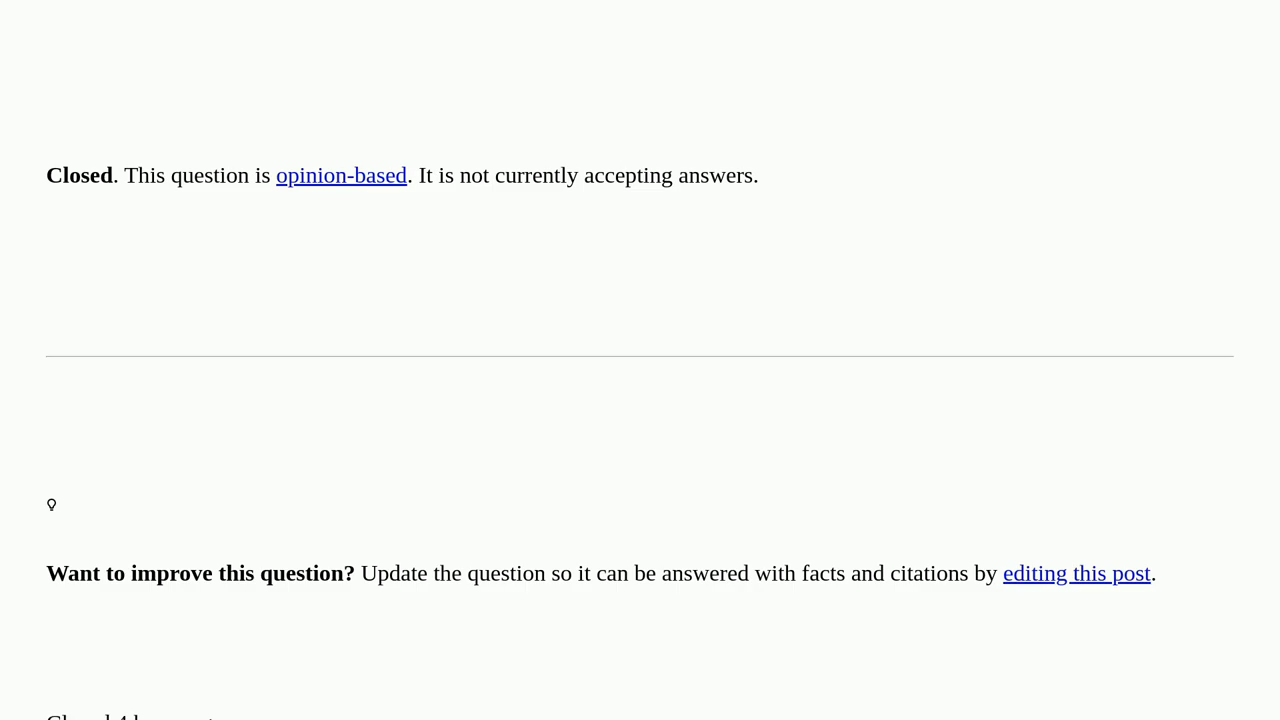 Closed. This question is opinion-based. It is not currently accepting answers.
Want to improve this question? Update the question so it can be answered with facts and citations by editing this post.